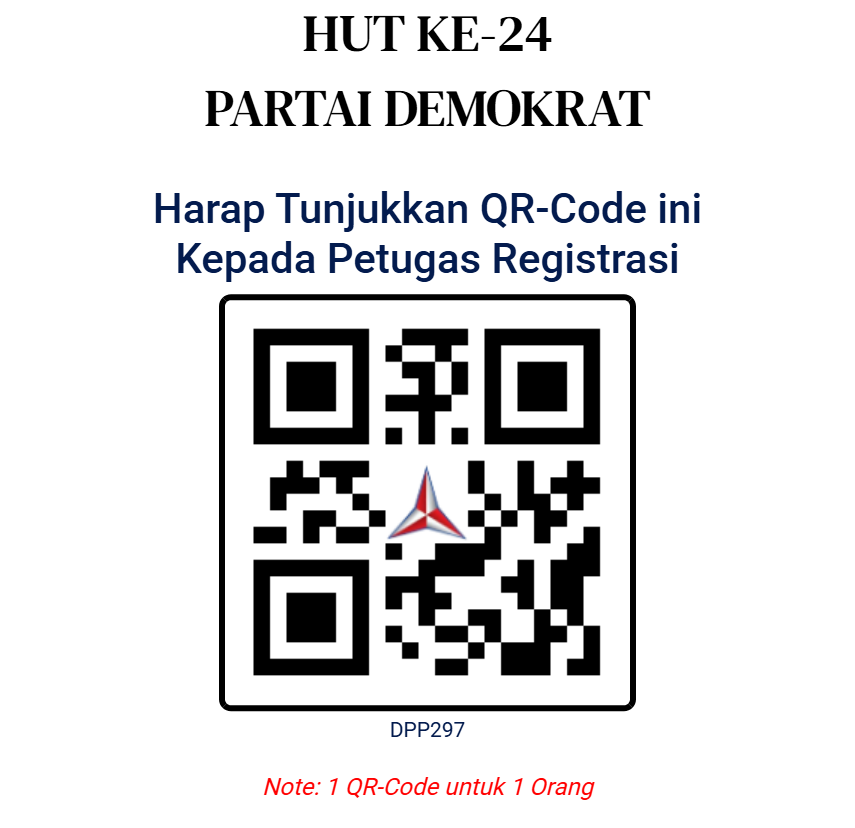 HUT KE-24
PARTAI DEMOKRAT
Harap Tunjukkan QR-Code ini
Kepada Petugas Registrasi
DPP297
Note: 1 QR-Code untuk 1 Orang